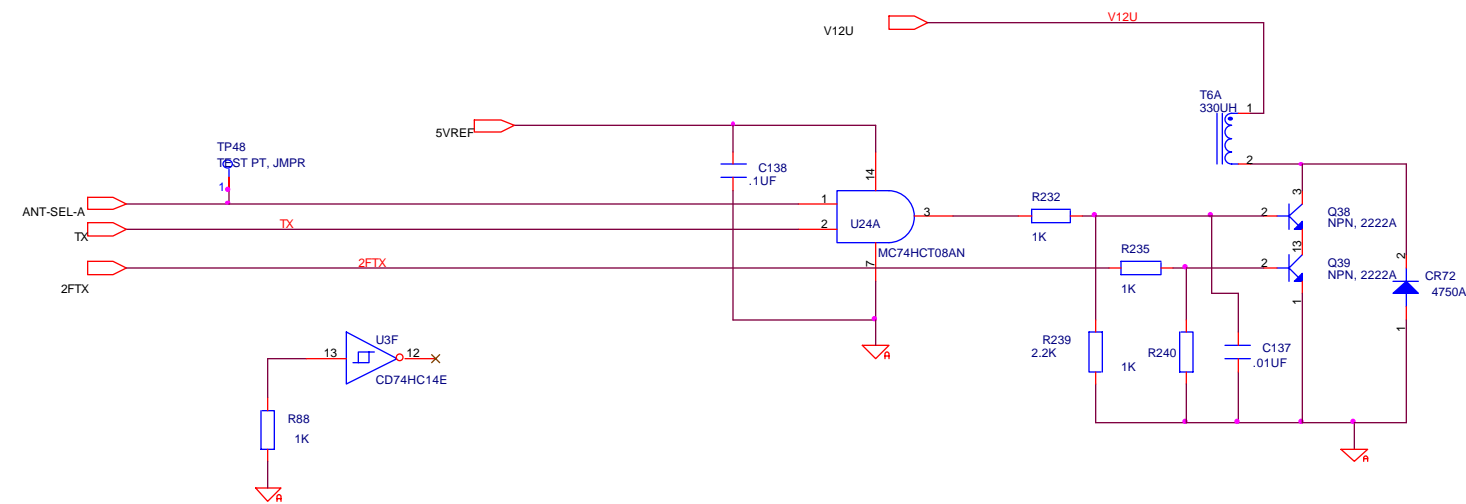 V12U
V12U
T6A
330UH
1
2
5VREF
TP48
TEST PT, JMPR
1
C138
.1UF
14
ANT-SEL-A
1
TX
TX
2
U24A
3
MC74HCT08AN
7
R232
1K
2
3
Q38
NPN, 2222A
2FTX
2FTX
R235
1K
2
13
Q39
NPN, 2222A
1
2
CR72
4750A
1
R239
2.2K
1K
R240
C137
.01UF
A
A
13
U3F
12
CD74HC14E
R88
1K
A